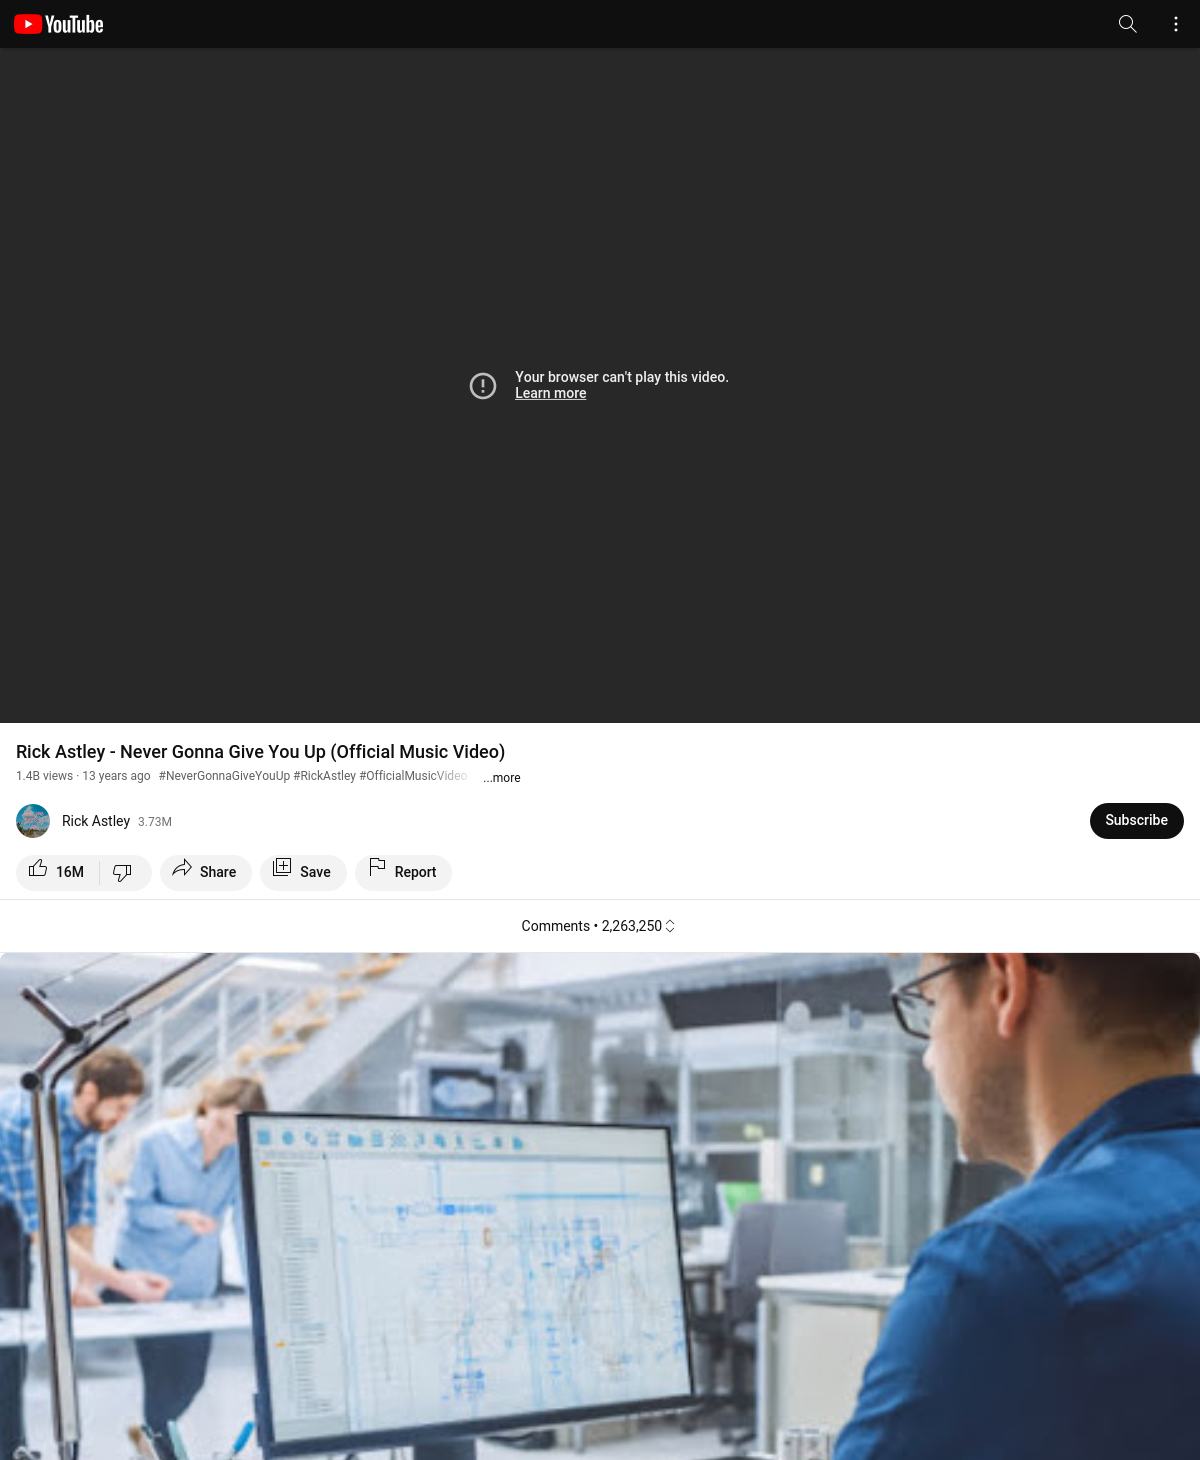 YouTube
Your browser can't play this video.
Learn more
Rick Astley - Never Gonna Give You Up (Official Music Video)
1.4B views · 13 years ago #NeverGonnaGiveYouUp #RickAstley #OfficialMusicVideo ...more
Rick Astley 3.73M
Subscribe
16M Share Save Report
Comments • 2,263,250